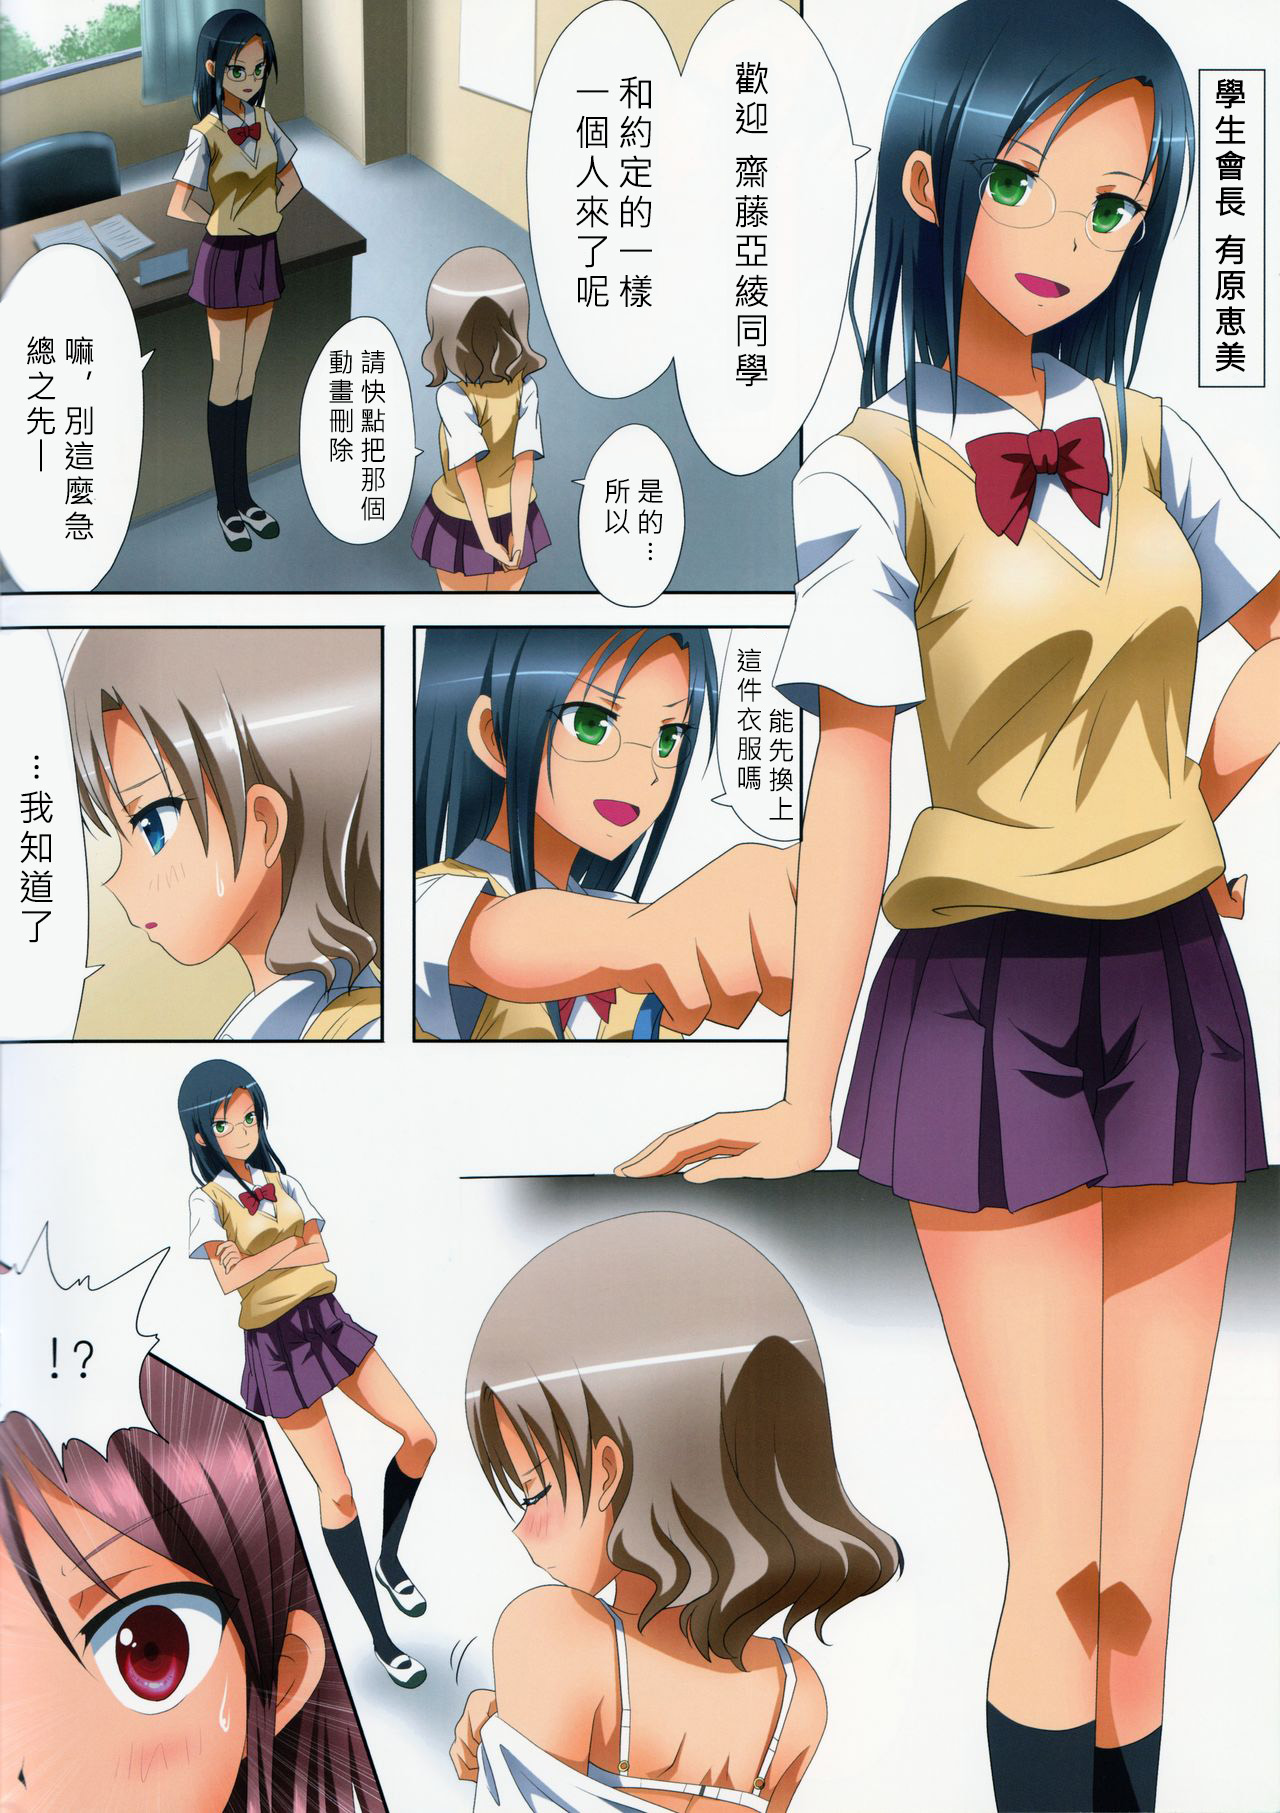 學生會長 有原惠美
歡迎 齋藤亞綾同學
和約定的一樣
一個人來了呢
是的…
所以
請快點把那個
動畫刪除
嘛，別這麼急
總之先—
能先換上
這件衣服嗎
…我知道了
!?